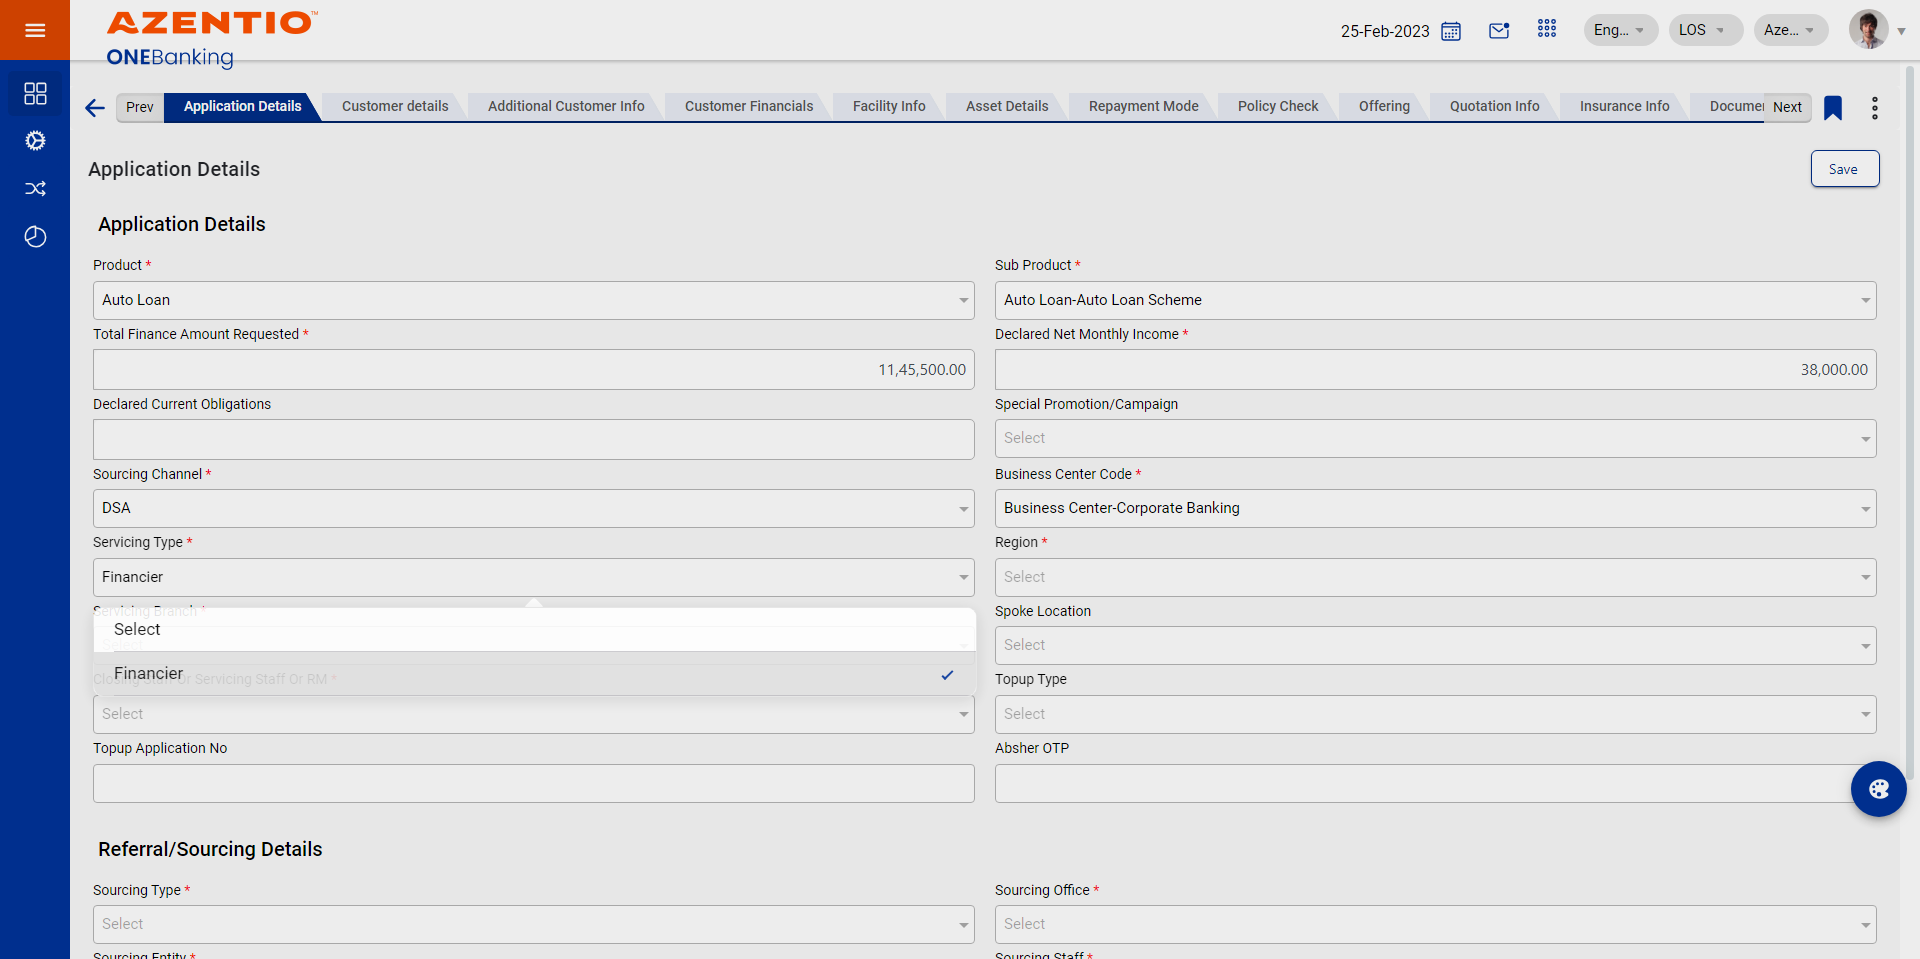 AZENTIO™
ONEBanking
25-Feb-2023
Eng...
LOS
Aze...
Prev
Application Details
Customer details
Additional Customer Info
Customer Financials
Facility Info
Asset Details
Repayment Mode
Policy Check
Offering
Quotation Info
Insurance Info
Documen
Next
Application Details
Save
Application Details
Product *
Sub Product *
Auto Loan
Auto Loan-Auto Loan Scheme
Total Finance Amount Requested *
Declared Net Monthly Income *
11,45,500.00
38,000.00
Declared Current Obligations
Special Promotion/Campaign
Select
Sourcing Channel *
Business Center Code *
DSA
Business Center-Corporate Banking
Servicing Type *
Region *
Financier
Select
Servicing Branch *
Spoke Location
Select
Select
Select
Financier
Closing Staff Or Servicing Staff Or RM *
Topup Type
Select
Select
Topup Application No
Absher OTP
Referral/Sourcing Details
Sourcing Type *
Sourcing Office *
Select
Select
Sourcing Entity *
Sourcing Staff *